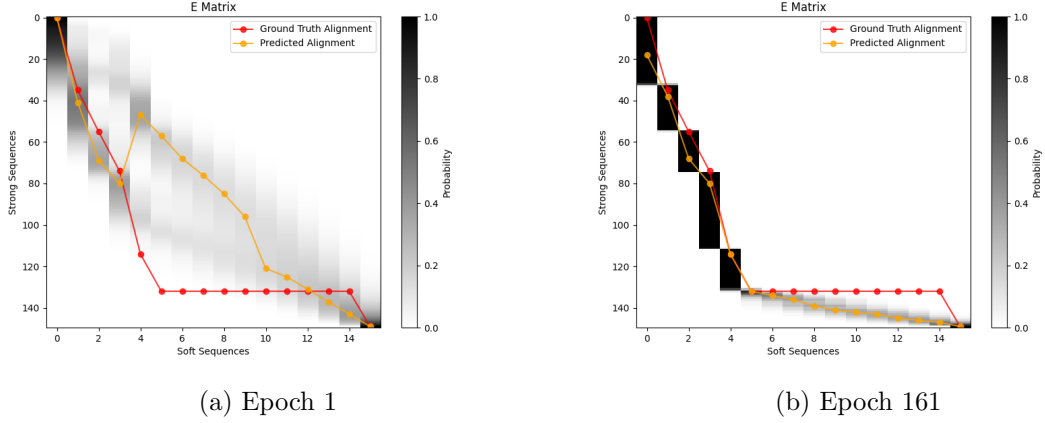 E Matrix
Ground Truth Alignment
Predicted Alignment
0
20
40
60
80
100
120
140
Strong Sequences
0 2 4 6 8 10 12 14
Soft Sequences
1.0
0.8
0.6
0.4
0.2
0.0
Probability
(a) Epoch 1
E Matrix
Ground Truth Alignment
Predicted Alignment
0
20
40
60
80
100
120
140
Strong Sequences
0 2 4 6 8 10 12 14
Soft Sequences
1.0
0.8
0.6
0.4
0.2
0.0
Probability
(b) Epoch 161